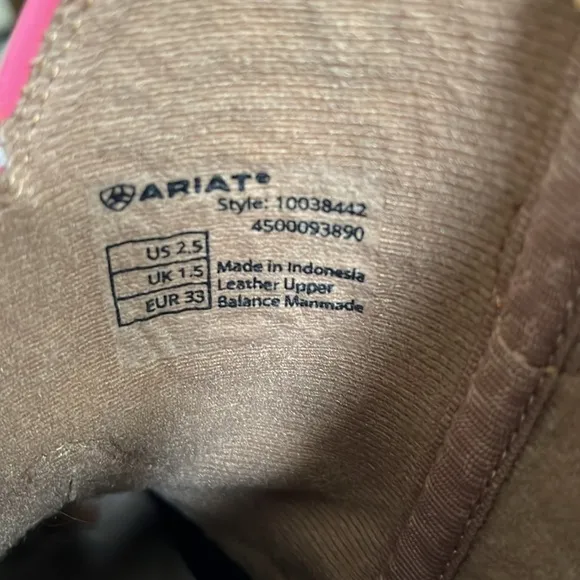 ARIAT®
Style: 10038442
4500093890
US 2.5
UK 1.5
EUR 33
Made in Indonesia
Leather Upper
Balance Manmade